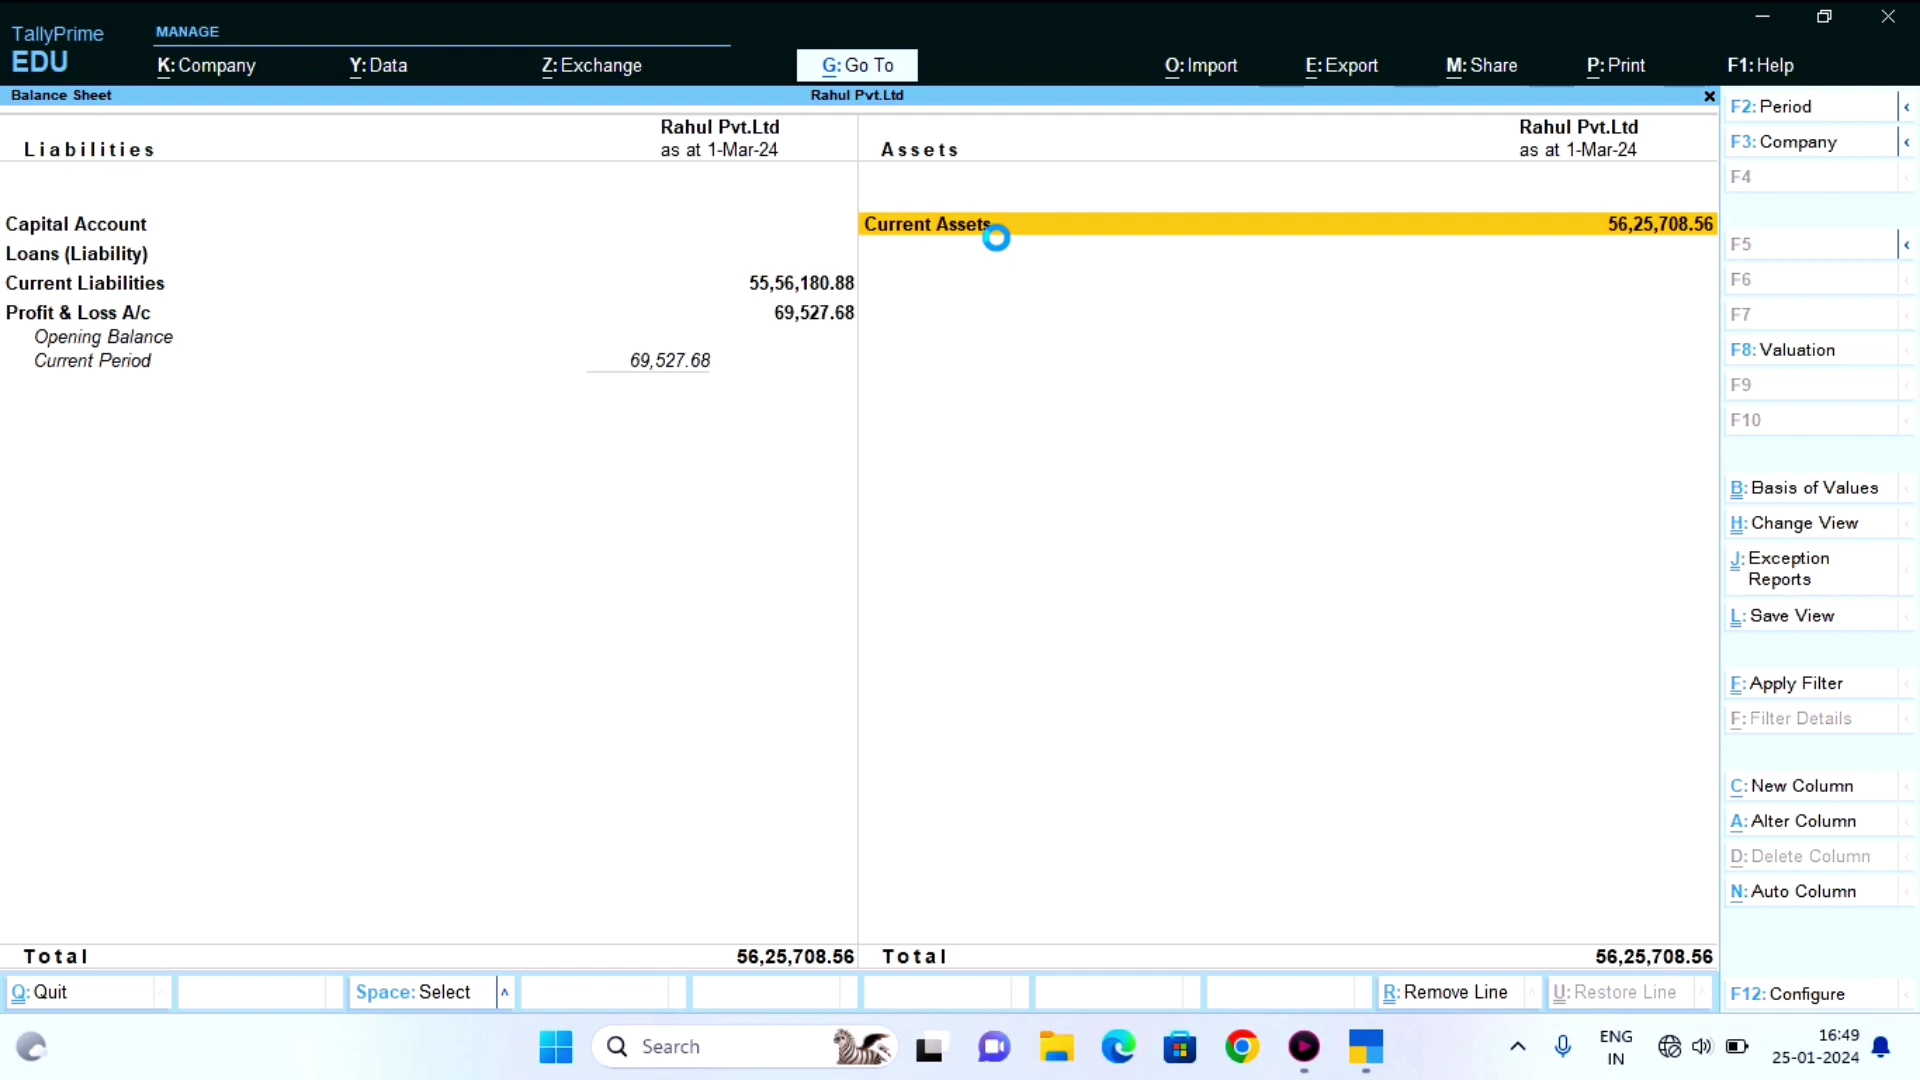 TallyPrime
EDU
MANAGE
K: Company
Y: Data
Z: Exchange
G: Go To
O: Import
E: Export
M: Share
P: Print
F1: Help
Balance Sheet
Rahul Pvt.Ltd
Liabilities
Rahul Pvt.Ltd
as at 1-Mar-24
Assets
Rahul Pvt.Ltd
as at 1-Mar-24
Capital Account
Loans (Liability)
Current Liabilities 55,56,180.88
Profit & Loss A/c 69,527.68
Opening Balance
Current Period 69,527.68
Current Assets 56,25,708.56
Total 56,25,708.56
Total 56,25,708.56
F2: Period
F3: Company
F4
F5
F6
F7
F8: Valuation
F9
F10
B: Basis of Values
H: Change View
J: Exception
Reports
L: Save View
E: Apply Filter
F: Filter Details
C: New Column
A: Alter Column
D: Delete Column
N: Auto Column
F12: Configure
Q: Quit
Space: Select
R: Remove Line
U: Restore Line
Search
ENG
IN
16:49
25-01-2024